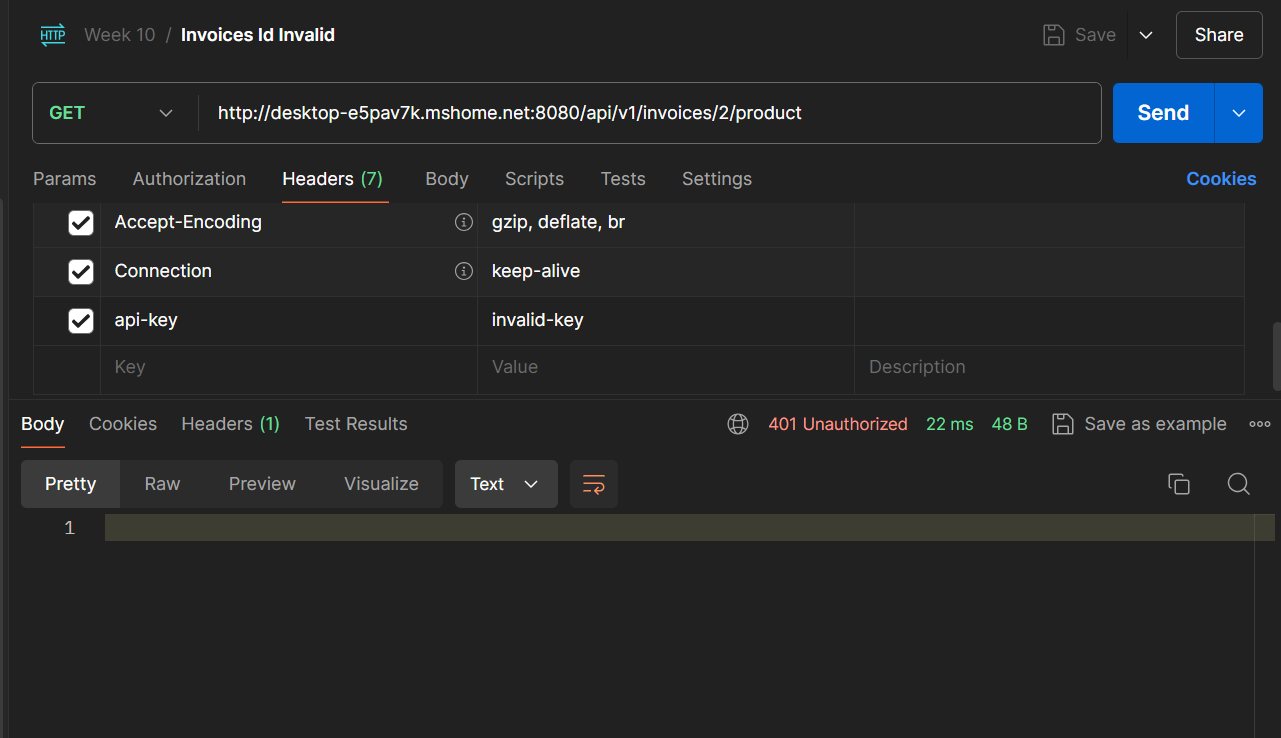 HTTP Week 10 / Invoices Id Invalid Save Share
GET http://desktop-e5pav7k.mshome.net:8080/api/v1/invoices/2/product Send
Params Authorization Headers (7) Body Scripts Tests Settings Cookies
Accept-Encoding gzip, deflate, br
Connection keep-alive
api-key invalid-key
Key Value Description
Body Cookies Headers (1) Test Results 401 Unauthorized 22 ms 48 B Save as example
Pretty Raw Preview Visualize Text
1